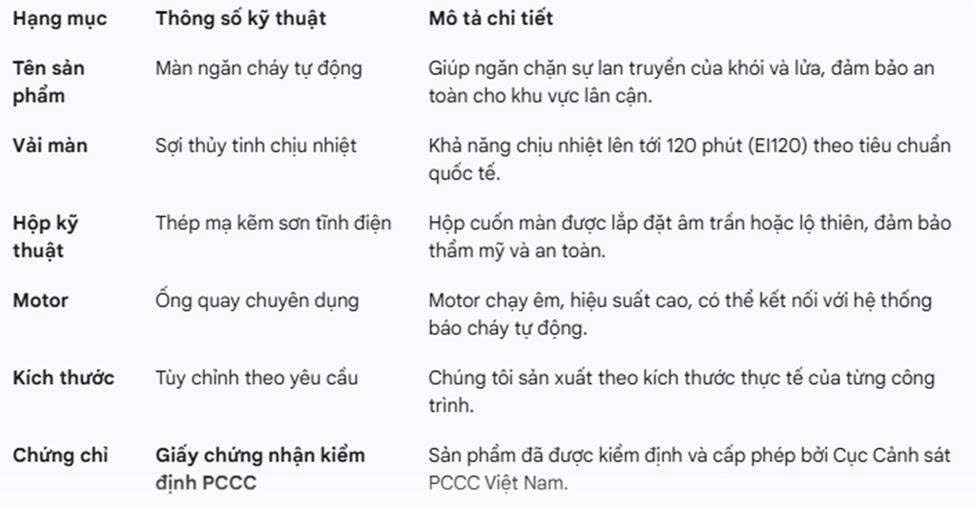 Hạng mục Thông số kỹ thuật Mô tả chi tiết
Tên sản Màn ngăn cháy tự động Giúp ngăn chặn sự lan truyền của khói và lửa, đảm bảo an
phẩm toàn cho khu vực lân cận.
Vải màn Sợi thủy tinh chịu nhiệt Khả năng chịu nhiệt lên tới 120 phút (EI120) theo tiêu chuẩn
quốc tế.
Hộp kỹ Thép mạ kẽm sơn tĩnh điện Hộp cuốn màn được lắp đặt âm trần hoặc lộ thiên, đảm bảo
thuật thẩm mỹ và an toàn.
Motor Ống quay chuyên dụng Motor chạy êm, hiệu suất cao, có thể kết nối với hệ thống
báo cháy tự động.
Kích thước Tùy chỉnh theo yêu cầu Chúng tôi sản xuất theo kích thước thực tế của từng công
trình.
Chứng chỉ Giấy chứng nhận kiểm Sản phẩm đã được kiểm định và cấp phép bởi Cục Cảnh sát
định PCCC PCCC Việt Nam.